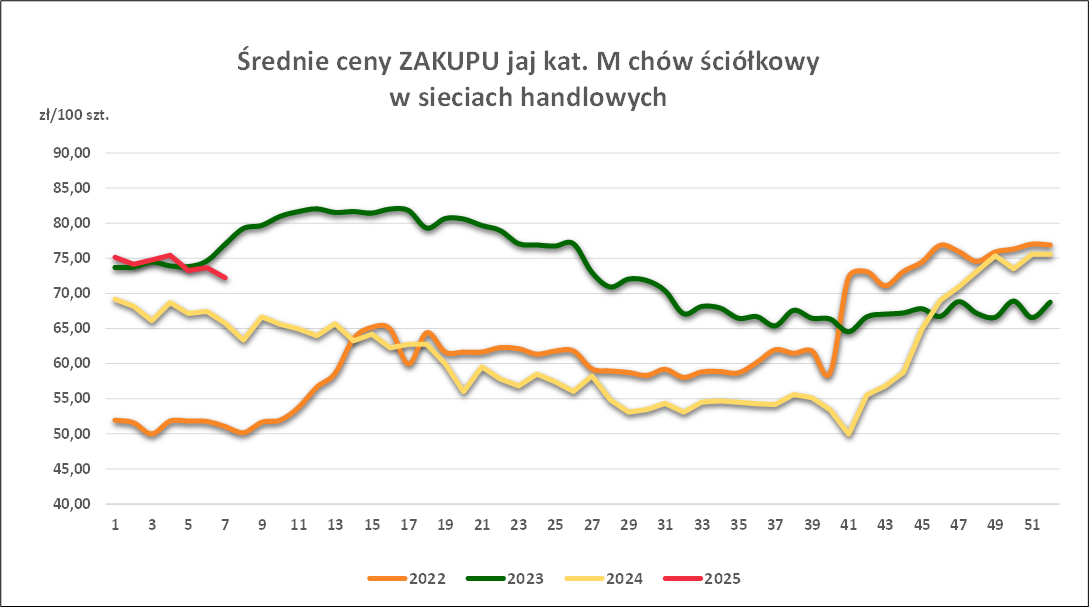 Średnie ceny ZAKUPU jaj kat. M chów ściółkowy
w sieciach handlowych
zł/100 szt.
90,00
85,00
80,00
75,00
70,00
65,00
60,00
55,00
50,00
45,00
40,00
1 3 5 7 9 11 13 15 17 19 21 23 25 27 29 31 33 35 37 39 41 43 45 47 49 51
2022 2023 2024 2025